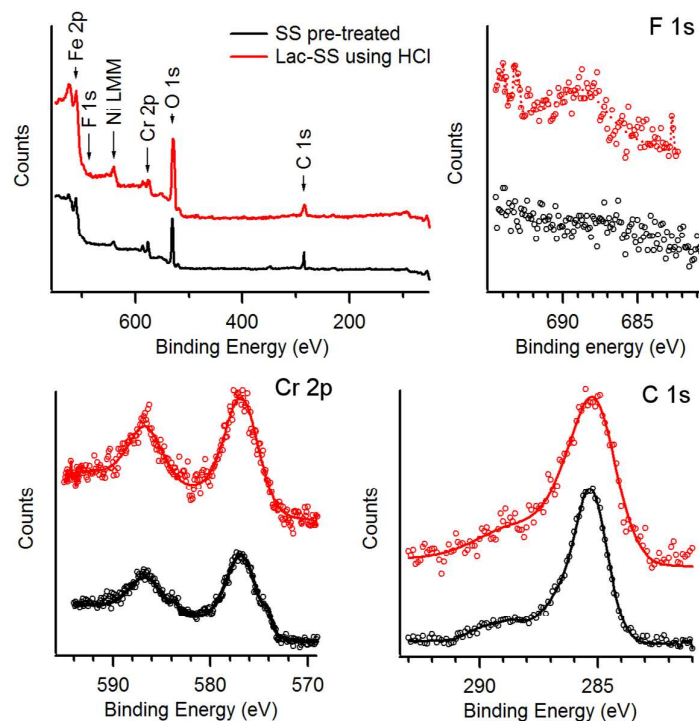 SS pre-treated
Lac-SS using HCl
Fe 2p
F 1s
Ni LMM
Cr 2p
O 1s
C 1s
Counts
600
400
200
Binding Energy (eV)
F 1s
Counts
690
685
Binding energy (eV)
Cr 2p
Counts
590
580
570
Binding Energy (eV)
C 1s
Counts
290
285
Binding Energy (eV)